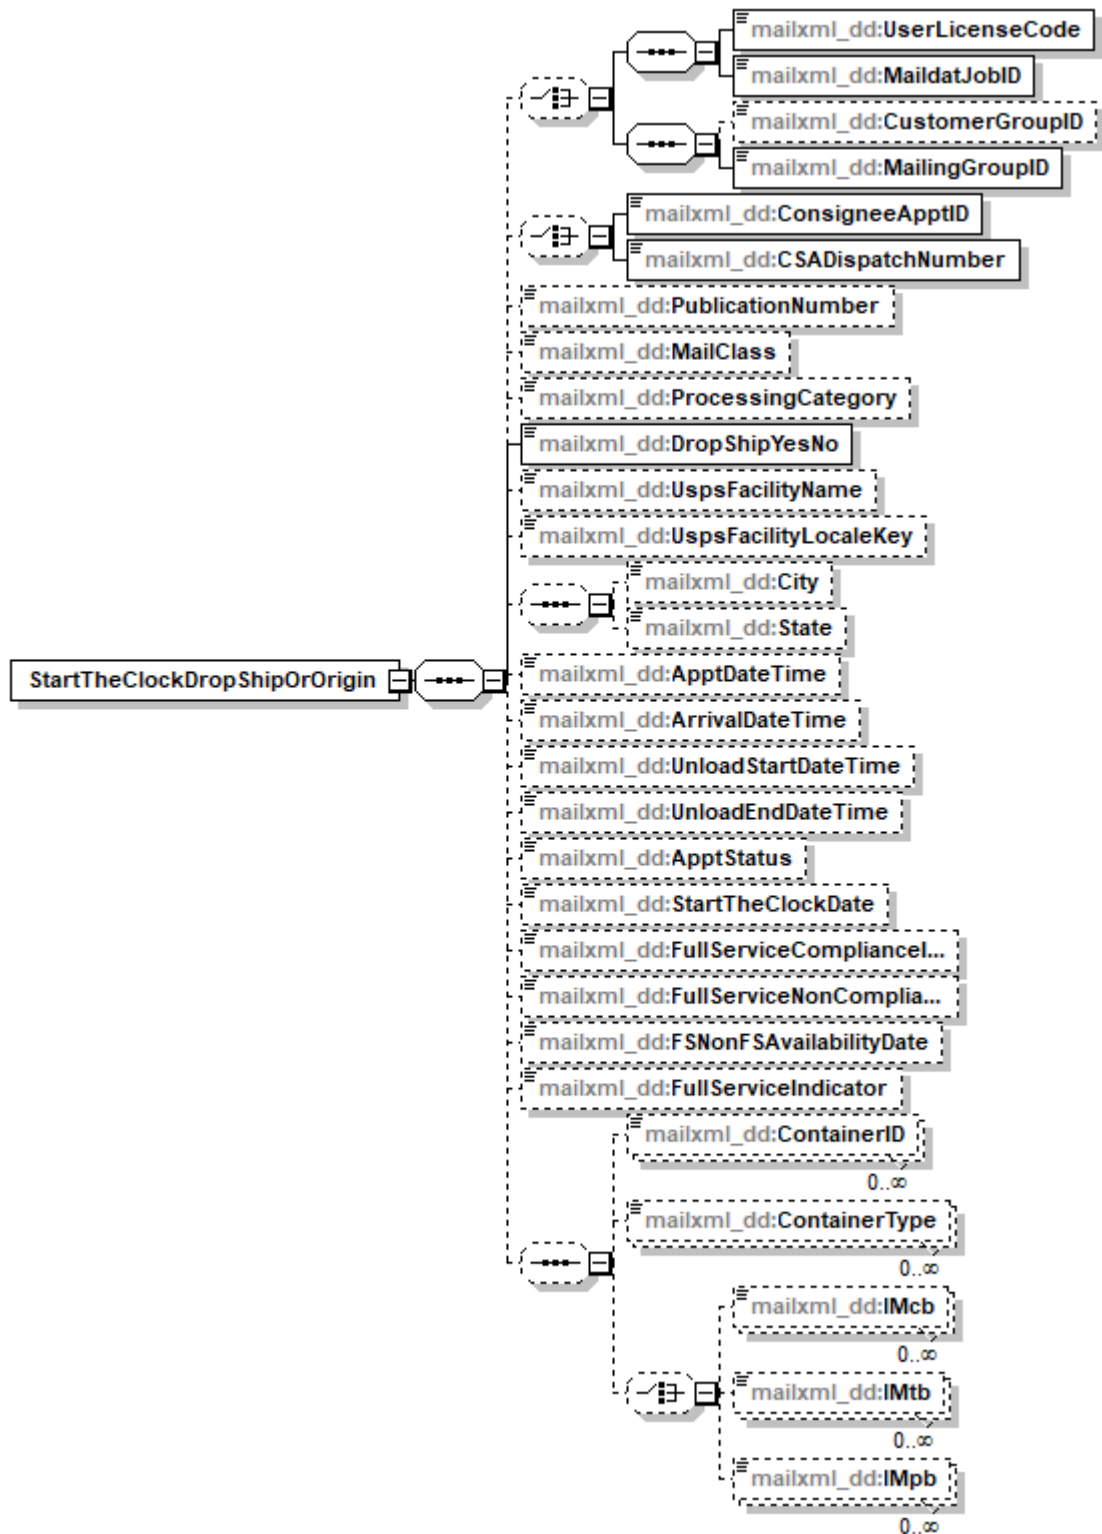 mailxml_dd:UserLicenseCode
mailxml_dd:MaildatJobID
mailxml_dd:CustomerGroupID
mailxml_dd:MailingGroupID
mailxml_dd:ConsigneeApptID
mailxml_dd:CSADispatchNumber
mailxml_dd:PublicationNumber
mailxml_dd:MailClass
mailxml_dd:ProcessingCategory
mailxml_dd:DropShipYesNo
mailxml_dd:UspsFacilityName
mailxml_dd:UspsFacilityLocaleKey
mailxml_dd:City
mailxml_dd:State
StartTheClockDropShipOrOrigin
mailxml_dd:ApptDateTime
mailxml_dd:ArrivalDateTime
mailxml_dd:UnloadStartDateTime
mailxml_dd:UnloadEndDateTime
mailxml_dd:ApptStatus
mailxml_dd:StartTheClockDate
mailxml_dd:FullServiceComplianceI...
mailxml_dd:FullServiceNonComplia...
mailxml_dd:FSNonFSAvailabilityDate
mailxml_dd:FullServiceIndicator
mailxml_dd:ContainerID
0..∞
mailxml_dd:ContainerType
0..∞
mailxml_dd:IMcb
0..∞
mailxml_dd:IMtb
0..∞
mailxml_dd:IMpb
0..∞